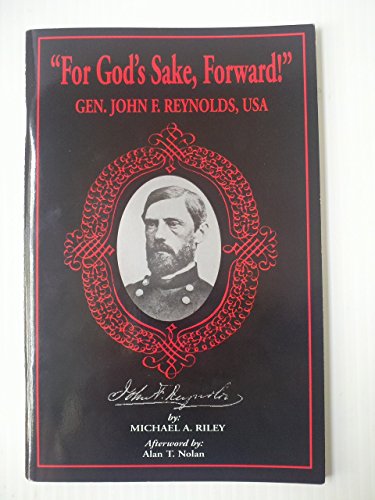 "For God's Sake, Forward!"
GEN. JOHN F. REYNOLDS, USA
John F. Reynolds
by:
MICHAEL A. RILEY
Afterword by:
Alan T. Nolan